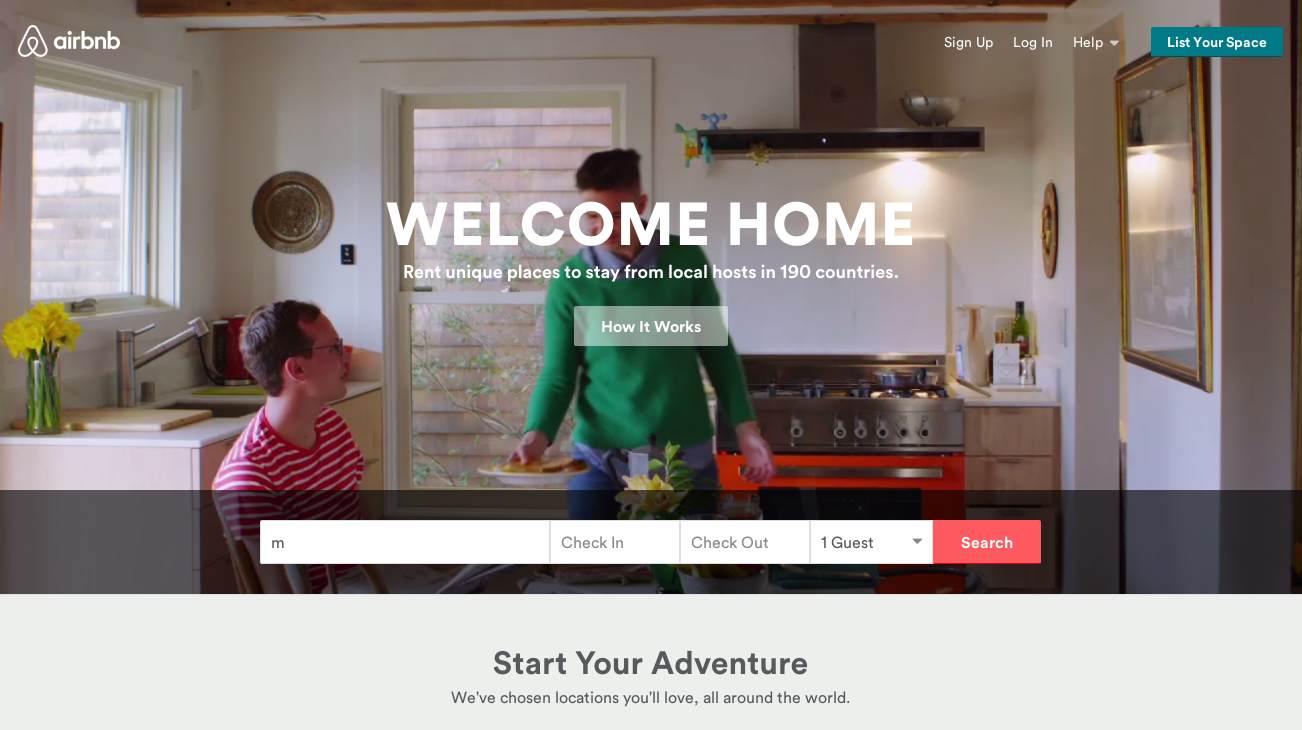 airbnb
Sign Up
Log In
Help
List Your Space
WELCOME HOME
Rent unique places to stay from local hosts in 190 countries.
How It Works
m
Check In
Check Out
1 Guest
Search
Start Your Adventure
We've chosen locations you'll love, all around the world.